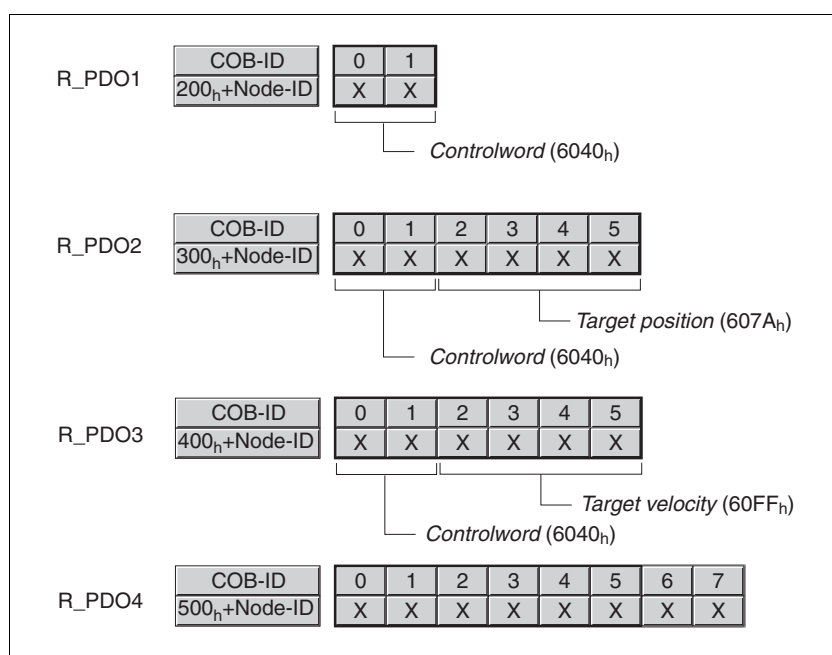 R_PDO1
COB-ID 0 1
200h+Node-ID X X
Controlword (6040h)
R_PDO2
COB-ID 0 1 2 3 4 5
300h+Node-ID X X X X X X
Target position (607Ah)
Controlword (6040h)
R_PDO3
COB-ID 0 1 2 3 4 5
400h+Node-ID X X X X X X
Target velocity (60FFh)
Controlword (6040h)
R_PDO4
COB-ID 0 1 2 3 4 5 6 7
500h+Node-ID X X X X X X X X